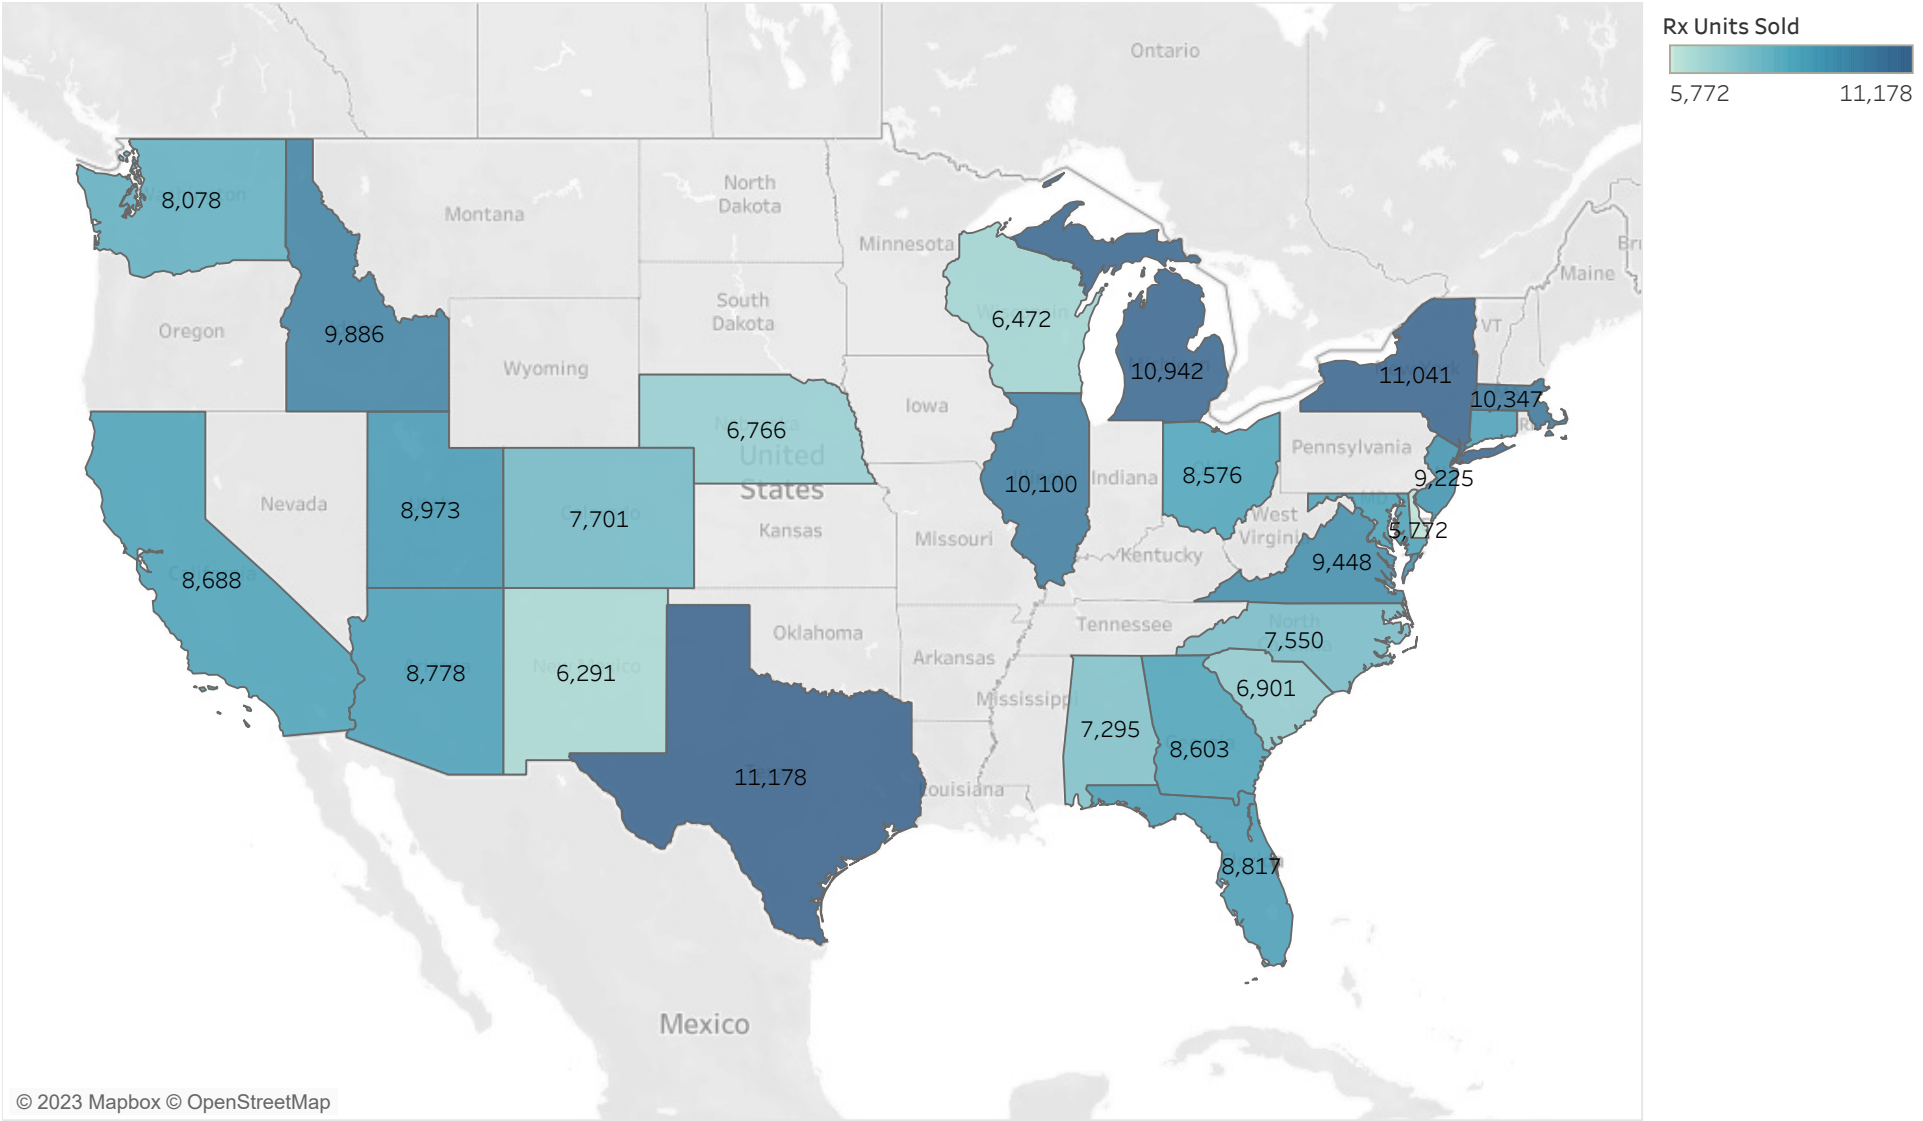 Rx Units Sold
5,772 11,178
Ontario
North
Dakota
Montana
Minnesota
Maine
8,078
South
Dakota
Oregon
9,886
Wyoming
6,472
10,942
VT
11,041
10,347
Iowa
6,766
United
States
Pennsylvania
Nevada
8,973
7,701
Kansas
10,100
Indiana
8,576
9,225
Missouri
West
Virgini
5,772
Kentucky
9,448
8,688
Oklahoma
Tennessee
North
7,550
Arkansas
8,778
6,291
6,901
Mississippi
7,295
8,603
11,178
Louisiana
8,817
Mexico
© 2023 Mapbox © OpenStreetMap